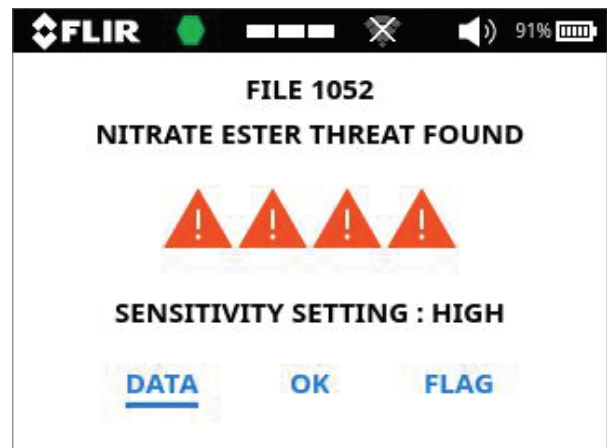 FLIR 91%
FILE 1052
NITRATE ESTER THREAT FOUND
! ! ! !
SENSITIVITY SETTING : HIGH
DATA OK FLAG